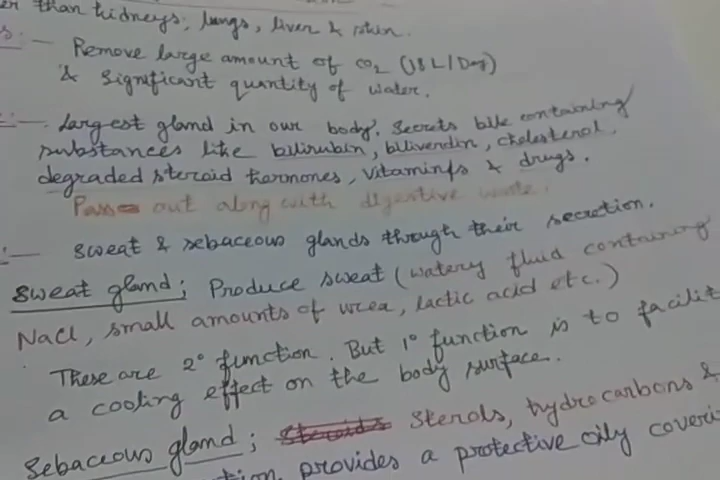 than kidneys; lungs, liver & skin.
:- Remove large amount of CO2 (18 L/Day)
& significant quantity of water.
:- Largest gland in our body. Secrets bile containing
substances like bilirubin, biliverdin, cholesterol,
degraded steroid hormones, vitamins & drugs.
Pass out along with digestive waste.
:- Sweat & sebaceous glands through their secretion.
Sweat gland; Produce sweat (watery fluid containing
NaCl, small amounts of urea, lactic acid etc.)
These are 2° function. But 1° function is to facilit
a cooling effect on the body surface.
Sebaceous gland; Sterols, hydrocarbons &
provides a protective oily coveri